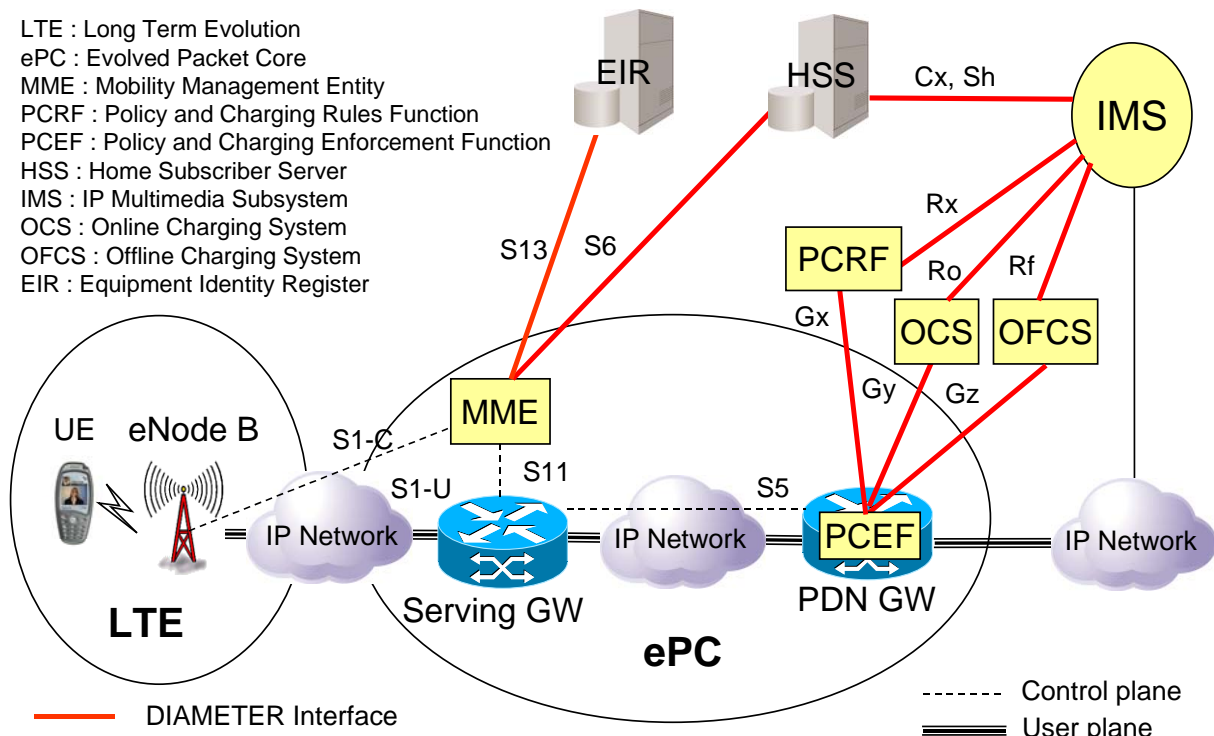 LTE : Long Term Evolution
ePC : Evolved Packet Core
MME : Mobility Management Entity
PCRF : Policy and Charging Rules Function
PCEF : Policy and Charging Enforcement Function
HSS : Home Subscriber Server
IMS : IP Multimedia Subsystem
OCS : Online Charging System
OFCS : Offline Charging System
EIR : Equipment Identity Register
EIR
HSS
Cx, Sh
IMS
S13
S6
Rx
Ro
Rf
PCRF
Gx
OCS
OFCS
Gy
Gz
MME
UE
eNode B
S1-C
S1-U
S11
S5
IP Network
IP Network
PCEF
IP Network
Serving GW
PDN GW
LTE
ePC
DIAMETER Interface
Control plane
User plane